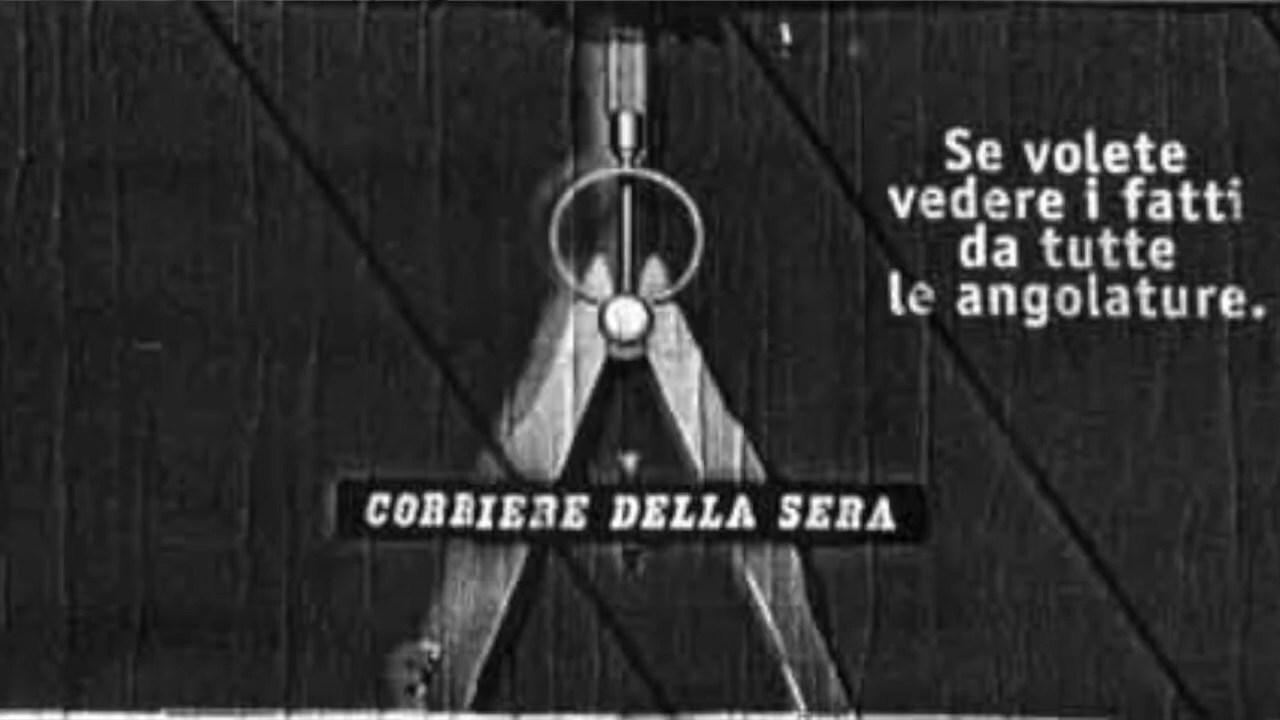 Se volete
vedere i fatti
da tutte
le angolature.
CORRIERE DELLA SERA